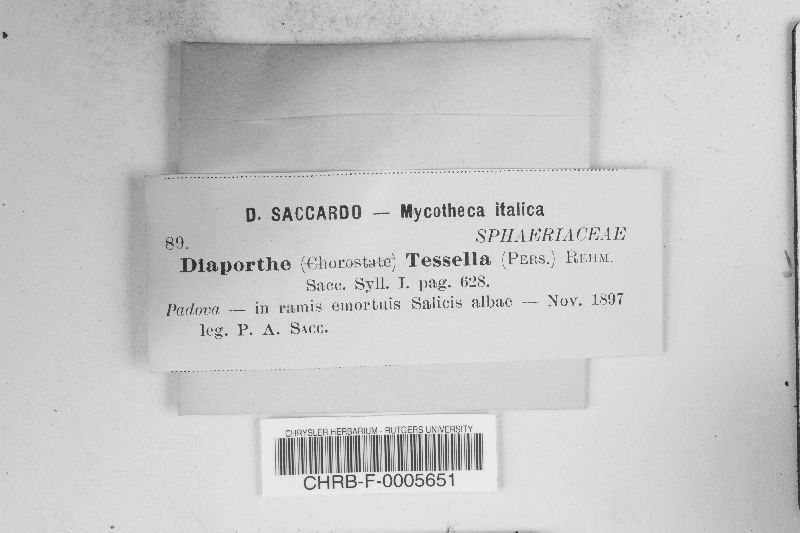 D. SACCARDO — Mycotheca italica
89.
SPHAERIACEAE
Diaporthe (Chorostate) Tessella (PERS.) REHM.
Sacc. Syll. I. pag. 628.
Padova — in ramis emortuis Salicis albae — Nov. 1897
leg. P. A. SACC.
CHRYSLER HERBARIUM - RUTGERS UNIVERSITY
CHRB-F-0005651